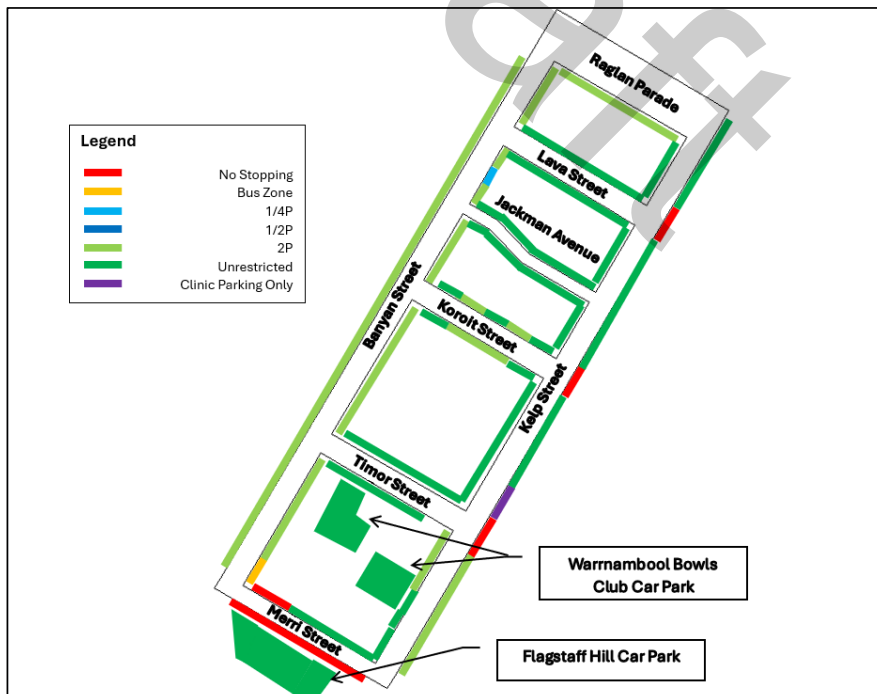 Raglan Parade
Legend
No Stopping
Bus Zone
1/4P
1/2P
2P
Unrestricted
Clinic Parking Only
Lava Street
Jackman Avenue
Banyan Street
Koroit Street
Kelp Street
Timor Street
Warrnambool Bowls
Club Car Park
Merri Street
Flagstaff Hill Car Park